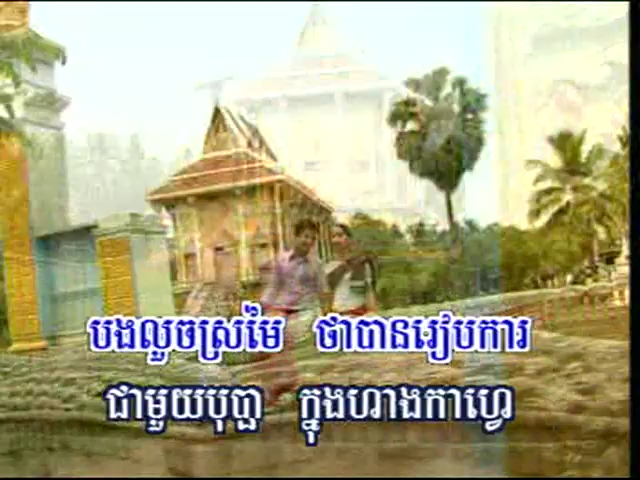 បងលួចស្រមៃ ថាបានរៀបការ
ជាមួយបុប្ផា ក្នុងហាងកាហ្វេ